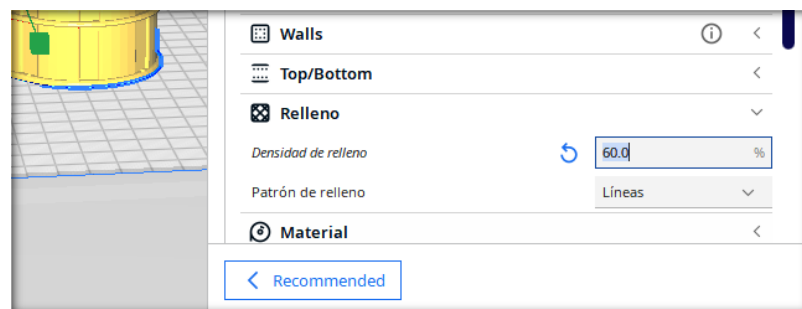 Walls
Top/Bottom
Relleno
Densidad de relleno 60.0 %
Patrón de relleno Líneas
Material
Recommended